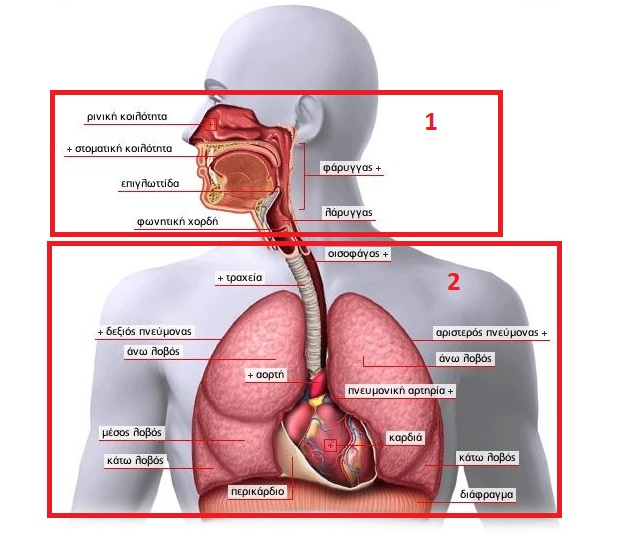 ρινική κοιλότητα
1
+ στοματική κοιλότητα
φάρυγγας +
επιγλωττίδα
λάρυγγας
φωνητική χορδή
οισοφάγος +
+ τραχεία
2
+ δεξιός πνεύμονας
αριστερός πνεύμονας +
άνω λοβός
άνω λοβός
+ αορτή
πνευμονική αρτηρία +
μέσος λοβός
καρδιά
κάτω λοβός
κάτω λοβός
περικάρδιο
διάφραγμα